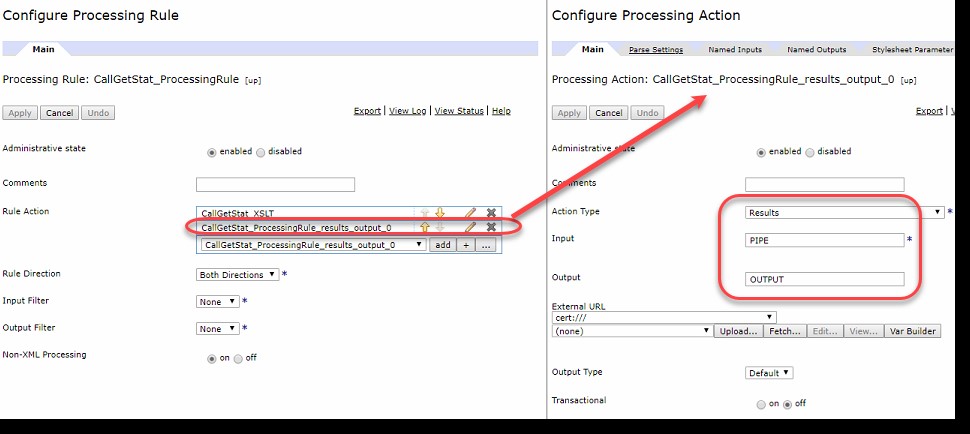 Configure Processing Rule
Main
Processing Rule: CallGetStat_ProcessingRule [up]
Apply Cancel Undo
Export | View Log | View Status | Help
Administrative state
enabled disabled
Comments
Rule Action
CallGetStat_XSLT
CallGetStat_ProcessingRule_results_output_0
CallGetStat_ProcessingRule_results_output_0 add + ...
Rule Direction Both Directions *
Input Filter None *
Output Filter None *
Non-XML Processing on off
Configure Processing Action
Main Parse Settings Named Inputs Named Outputs Stylesheet Parameter
Processing Action: CallGetStat_ProcessingRule_results_output_0 [up]
Apply Cancel Undo
Export |
Administrative state
enabled disabled
Comments
Action Type Results *
Input PIPE *
Output OUTPUT
External URL
cert:///
(none) Upload... Fetch... Edit... View... Var Builder
Output Type Default
Transactional on off